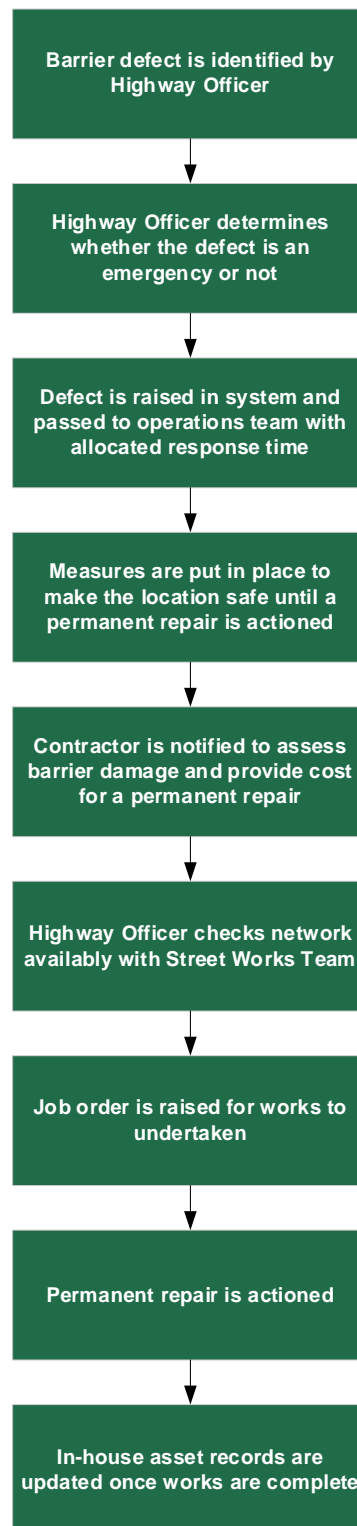 Barrier defect is identified by
Highway Officer
Highway Officer determines
whether the defect is an
emergency or not
Defect is raised in system and
passed to operations team with
allocated response time
Measures are put in place to
make the location safe until a
permanent repair is actioned
Contractor is notified to assess
barrier damage and provide cost
for a permanent repair
Highway Officer checks network
availably with Street Works Team
Job order is raised for works to
undertaken
Permanent repair is actioned
In-house asset records are
updated once works are complete